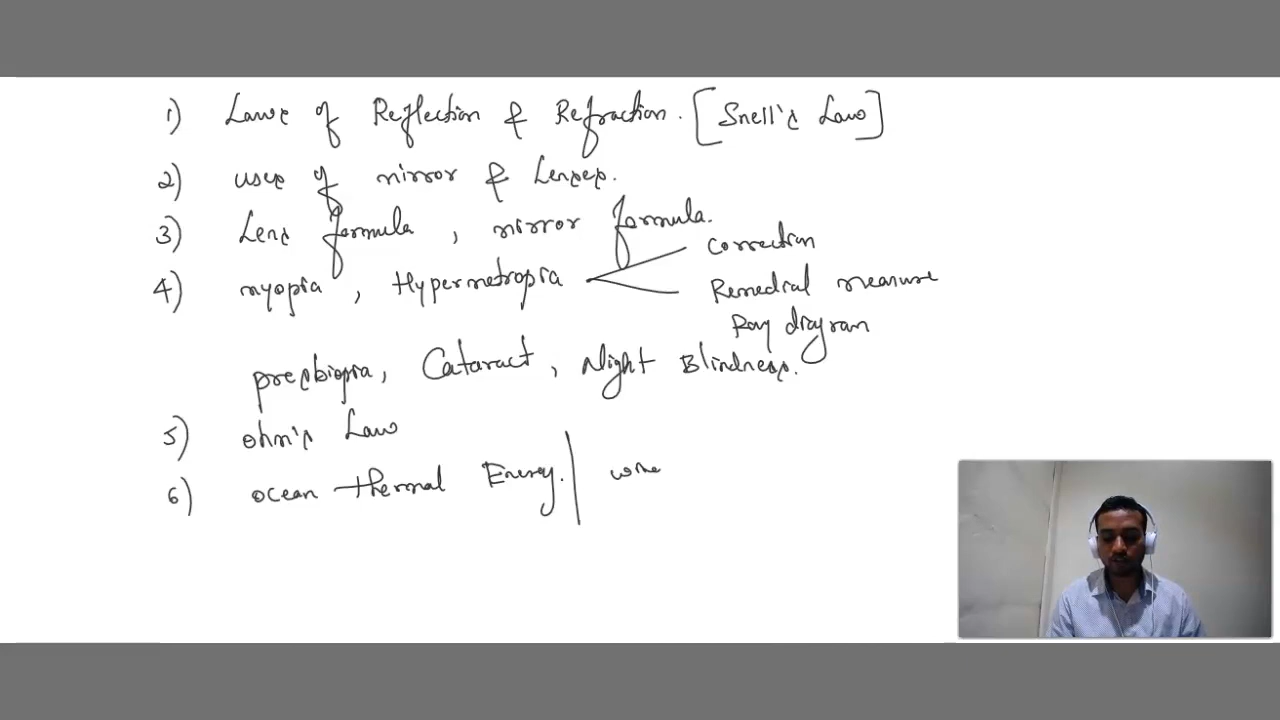 1) Laws of Reflection & Refraction. [Snell's Law]
2) uses of mirror & Lenses.
3) Lens formula, mirror formula.
4) myopia, Hypermetropia
correction
Remedial measure
Ray diagram
presbiopia, Cataract, Night Blindness.
5) ohm's Law
6) ocean thermal Energy. |